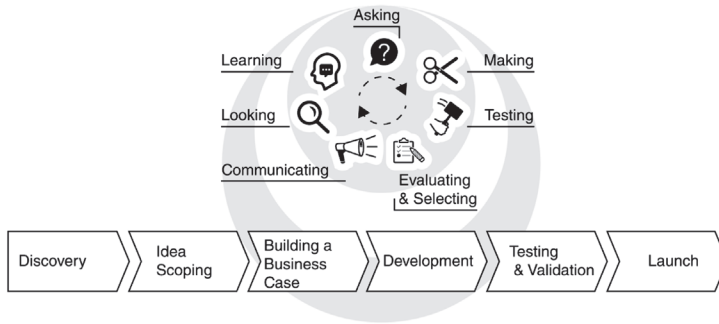 Asking
Learning
Making
?
Looking
Testing
Communicating
Evaluating
& Selecting
Discovery
Idea
Scoping
Building a
Business
Case
Development
Testing
& Validation
Launch